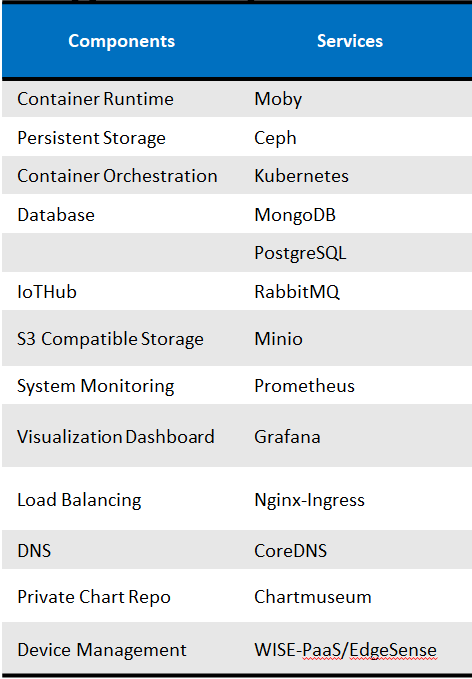 Components Services
Container Runtime Moby
Persistent Storage Ceph
Container Orchestration Kubernetes
Database MongoDB
PostgreSQL
IoTHub RabbitMQ
S3 Compatible Storage Minio
System Monitoring Prometheus
Visualization Dashboard Grafana
Load Balancing Nginx-Ingress
DNS CoreDNS
Private Chart Repo Chartmuseum
Device Management WISE-PaaS/EdgeSense